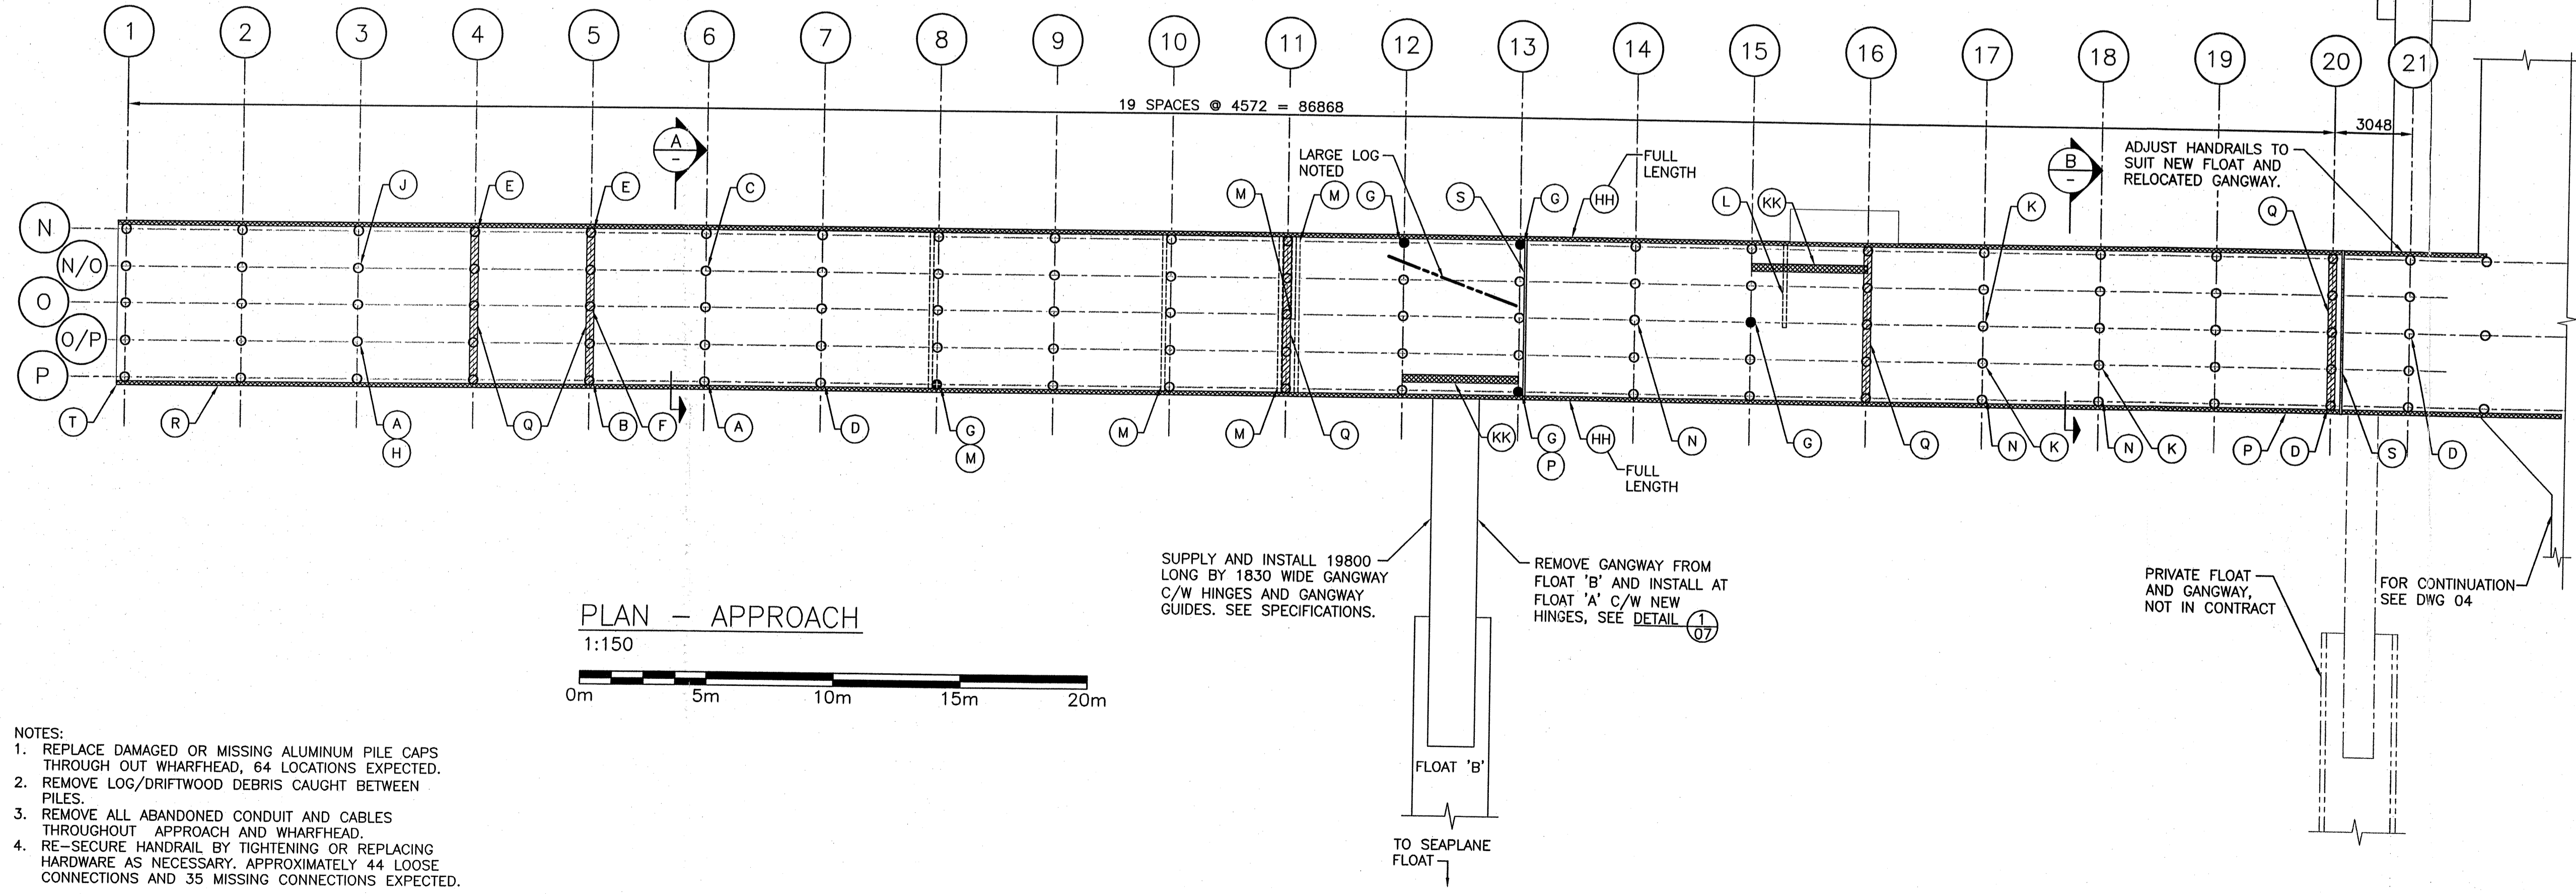 1 2 3 4 5 6 7 8 9 10 11 12 13 14 15 16 17 18 19 20 21
19 SPACES @ 4572 = 86868
3048
A
-
B
-
LARGE LOG
NOTED
FULL
LENGTH
ADJUST HANDRAILS TO
SUIT NEW FLOAT AND
RELOCATED GANGWAY.
J E E C M M G S G HH L KK K Q
N
N/O
O
O/P
P
T R A Q B F A D G M M Q KK G HH N G Q N K N K P D S D
H M P
FULL
LENGTH
SUPPLY AND INSTALL 19800
LONG BY 1830 WIDE GANGWAY
C/W HINGES AND GANGWAY
GUIDES. SEE SPECIFICATIONS.
REMOVE GANGWAY FROM
FLOAT 'B' AND INSTALL AT
FLOAT 'A' C/W NEW
HINGES, SEE DETAIL 1
07
PRIVATE FLOAT
AND GANGWAY,
NOT IN CONTRACT
FOR CONTINUATION
SEE DWG 04
PLAN - APPROACH
1:150
0m 5m 10m 15m 20m
FLOAT 'B'
TO SEAPLANE
FLOAT
NOTES:
1. REPLACE DAMAGED OR MISSING ALUMINUM PILE CAPS
THROUGH OUT WHARFHEAD, 64 LOCATIONS EXPECTED.
2. REMOVE LOG/DRIFTWOOD DEBRIS CAUGHT BETWEEN
PILES.
3. REMOVE ALL ABANDONED CONDUIT AND CABLES
THROUGHOUT APPROACH AND WHARFHEAD.
4. RE-SECURE HANDRAIL BY TIGHTENING OR REPLACING
HARDWARE AS NECESSARY. APPROXIMATELY 44 LOOSE
CONNECTIONS AND 35 MISSING CONNECTIONS EXPECTED.